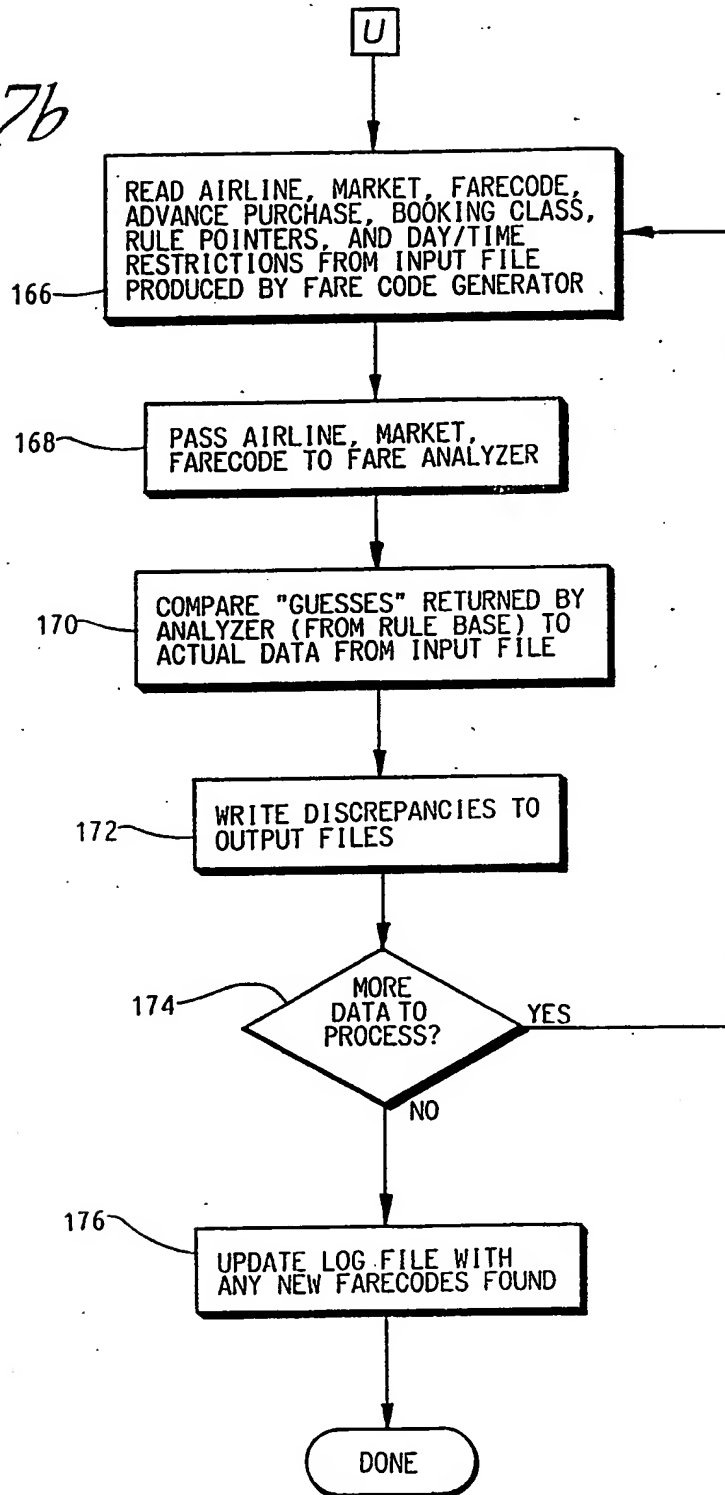 7b
U
READ AIRLINE, MARKET, FARECODE,
ADVANCE PURCHASE, BOOKING CLASS,
RULE POINTERS, AND DAY/TIME
RESTRICTIONS FROM INPUT FILE
PRODUCED BY FARE CODE GENERATOR
166
168
PASS AIRLINE, MARKET,
FARECODE TO FARE ANALYZER
170
COMPARE "GUESSES" RETURNED BY
ANALYZER (FROM RULE BASE) TO
ACTUAL DATA FROM INPUT FILE
172
WRITE DISCREPANCIES TO
OUTPUT FILES
174
MORE
DATA TO
PROCESS?
YES
NO
176
UPDATE LOG FILE WITH
ANY NEW FARECODES FOUND
DONE